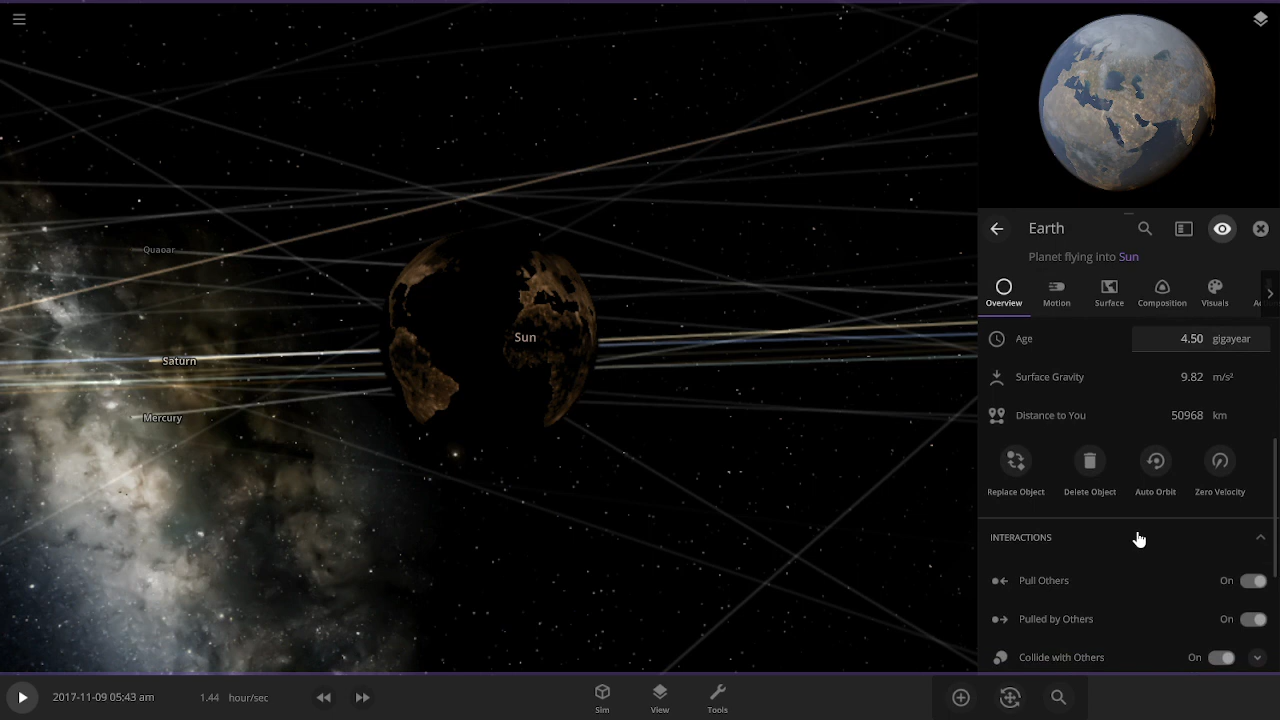 Quaoar
Saturn
Mercury
Sun
Earth
Planet flying into Sun
Overview
Motion
Surface
Composition
Visuals
Age 4.50 gigayear
Surface Gravity 9.82 m/s²
Distance to You 50968 km
Replace Object
Delete Object
Auto Orbit
Zero Velocity
INTERACTIONS
Pull Others On
Pulled by Others On
Collide with Others On
2017-11-09 05:43 am
1.44 hour/sec
Sim
View
Tools